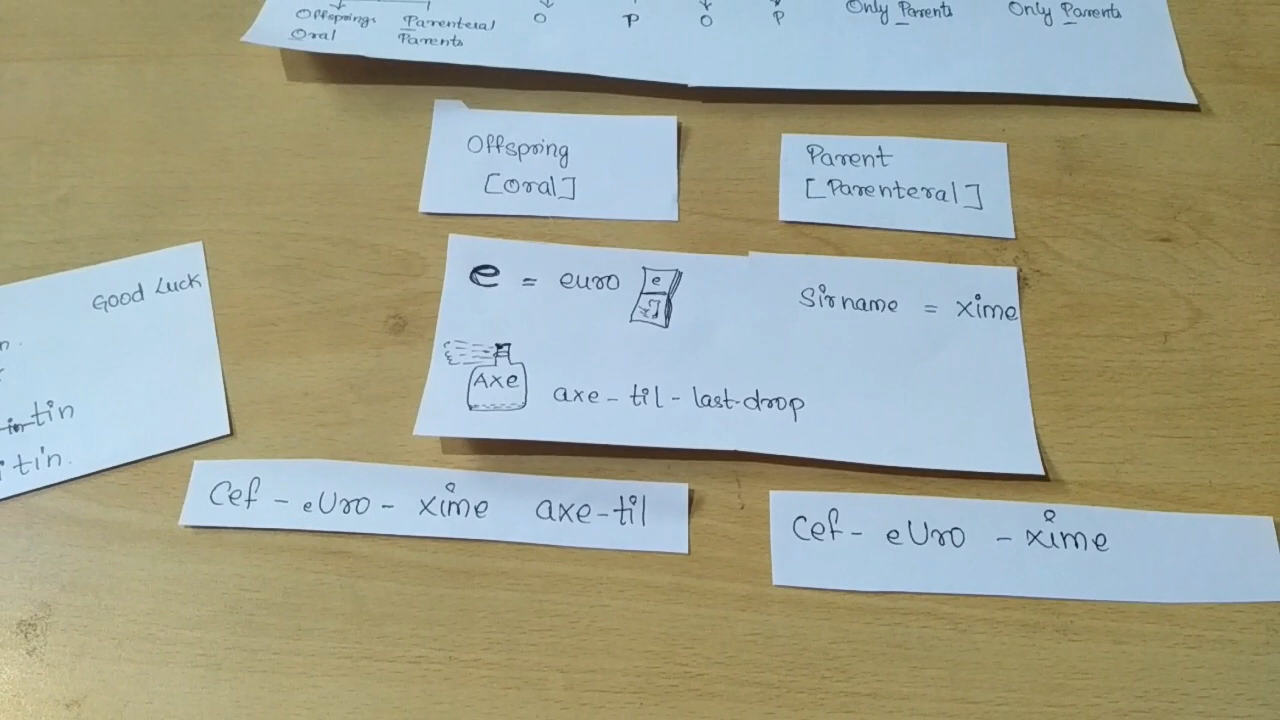 Offsprings Parenteral O P O P Only Parents Only Parents
Oral Parents
Offspring
[Oral]
Parent
[Parenteral]
Good Luck
tin
tin.
e = euro e
Sirname = xime
Axe axe-til-last-drop
Cef-eUro-xime axe-til
Cef-eUro-xime